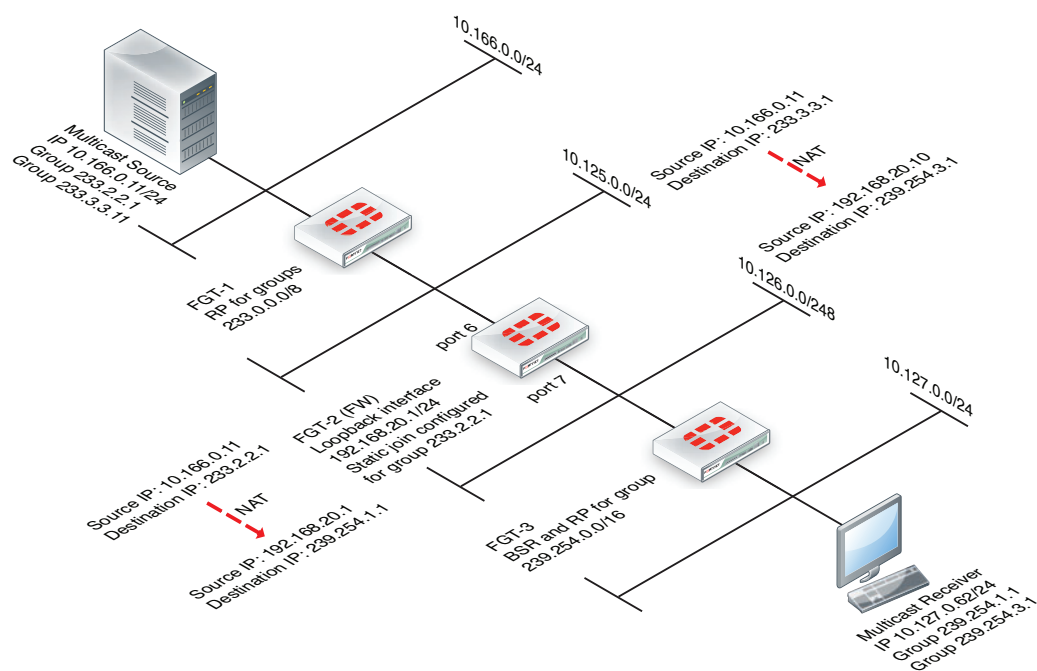 10.166.0.0/24
Multicast Source
IP 10.166.0.11/24
Group 233.2.2.1
Group 233.3.3.11
Source IP: 10.166.0.11
Destination IP: 233.3.3.1
NAT
Source IP: 192.168.20.10
Destination IP: 239.254.3.1
10.125.0.0/24
FGT-1
RP for groups
233.0.0.0/8
10.126.0.0/248
port 6
port 7
FGT-2 (FW)
Loopback interface
192.168.20.1/24
Static join configured
for group 233.2.2.1
10.127.0.0/24
Source IP: 10.166.0.11
Destination IP: 233.2.2.1
NAT
Source IP: 192.168.20.1
Destination IP: 239.254.1.1
FGT-3
BSR and RP for group
239.254.0.0/16
Multicast Receiver
IP 10.127.0.62/24
Group 239.254.1.1
Group 239.254.3.1